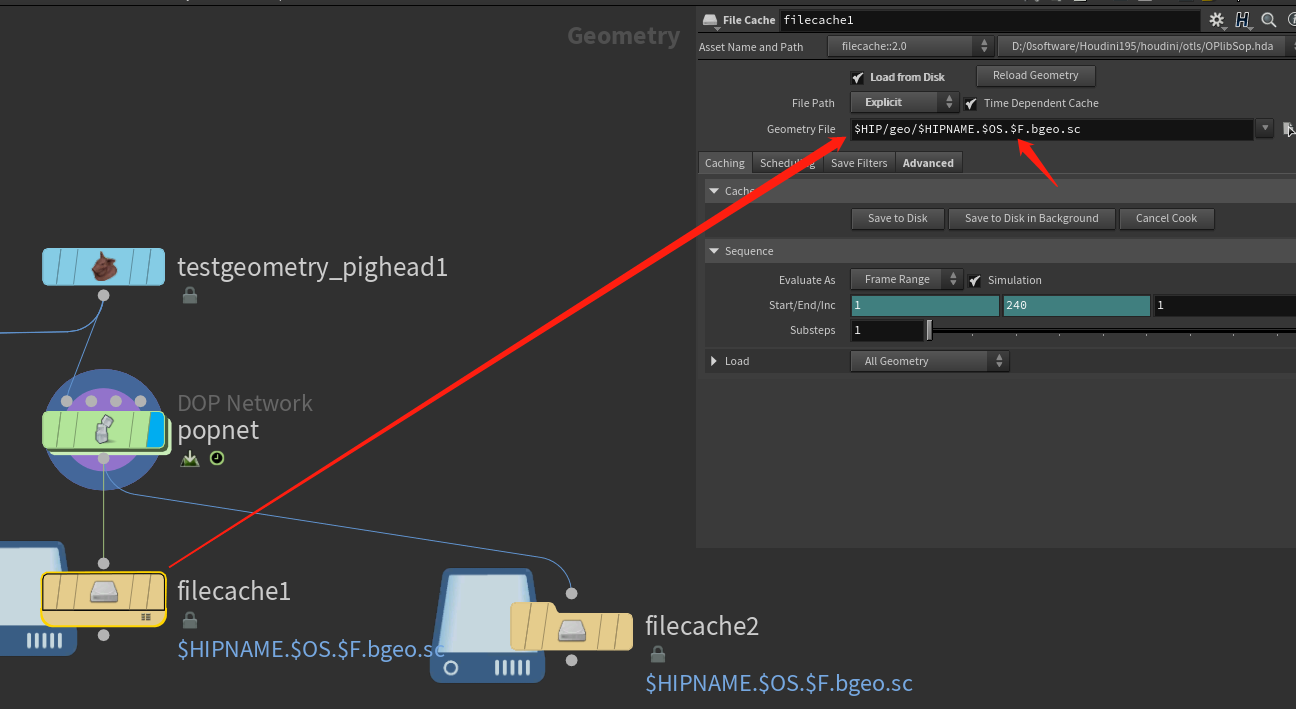 Geometry
testgeometry_pighead1
DOP Network
popnet
filecache1
$HIPNAME.$OS.$F.bgeo.sc
filecache2
$HIPNAME.$OS.$F.bgeo.sc
File Cache filecache1
Asset Name and Path filecache::2.0 D:/0software/Houdini195/houdini/otls/OPlibSop.hda
Load from Disk Reload Geometry
File Path Explicit Time Dependent Cache
Geometry File $HIP/geo/$HIPNAME.$OS.$F.bgeo.sc
Caching Scheduling Save Filters Advanced
Cache
Save to Disk Save to Disk in Background Cancel Cook
Sequence
Evaluate As Frame Range Simulation
Start/End/Inc 1 240 1
Substeps 1
Load All Geometry